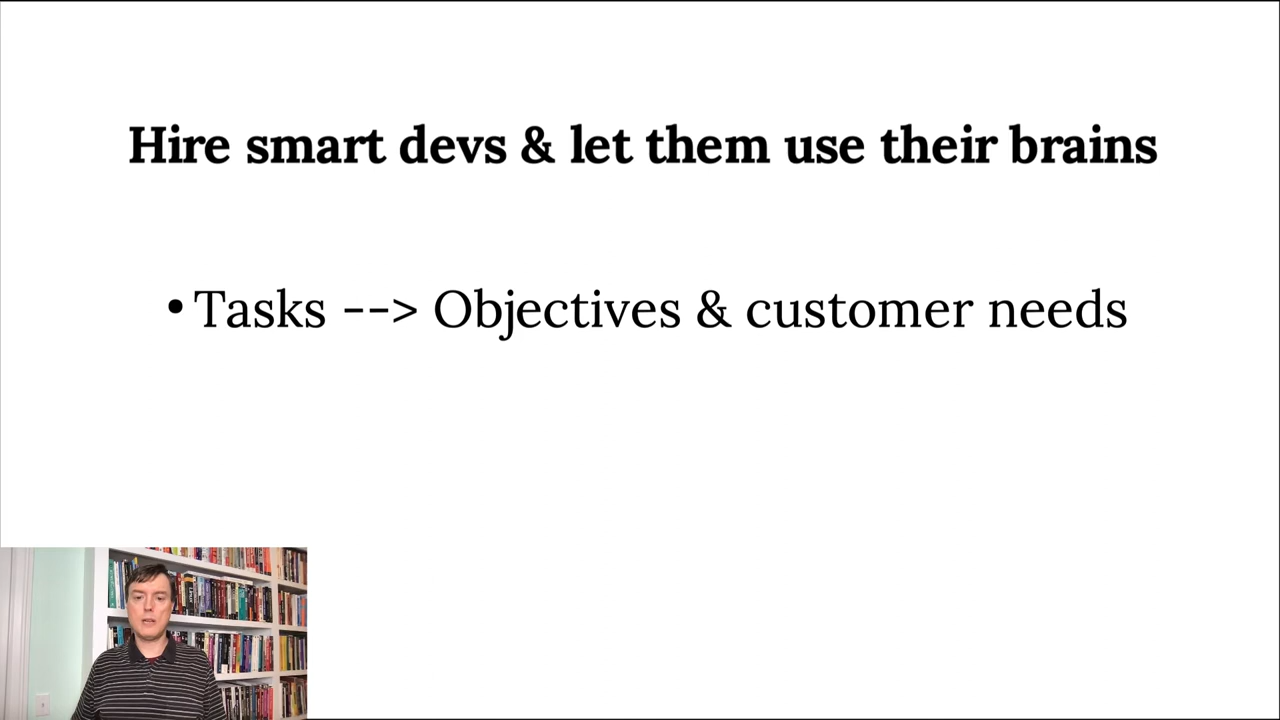 Hire smart devs & let them use their brains
• Tasks --> Objectives & customer needs